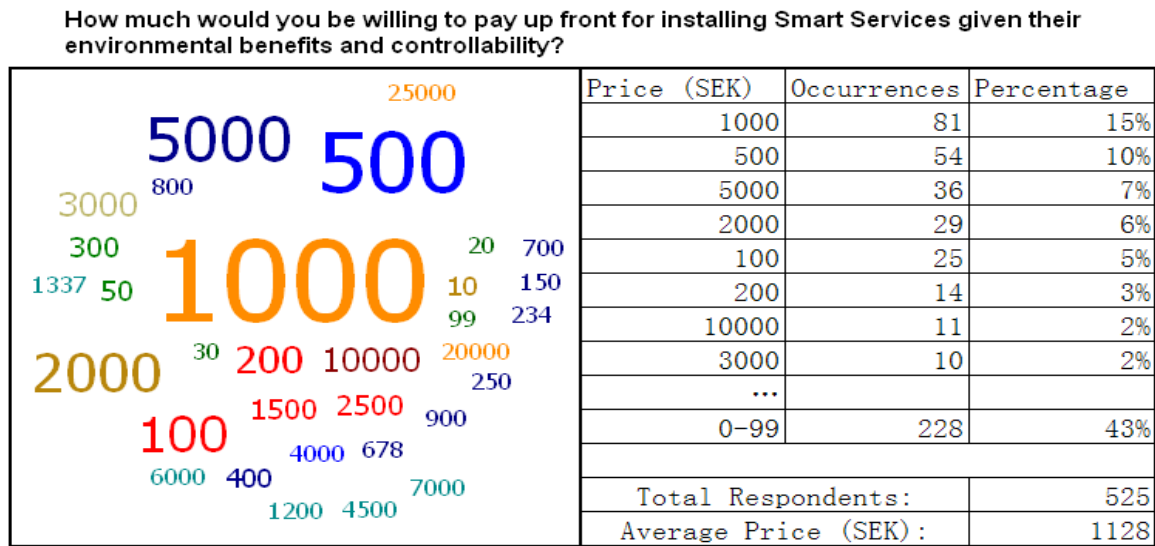 How much would you be willing to pay up front for installing Smart Services given their
environmental benefits and controllability?
25000
5000
500
800
3000
300
1000
20
700
1337
50
10
150
99
234
2000
30
200
10000
20000
250
1500
2500
900
100
4000
678
6000
400
7000
1200
4500
Price (SEK) Occurrences Percentage
1000 81 15%
500 54 10%
5000 36 7%
2000 29 6%
100 25 5%
200 14 3%
10000 11 2%
3000 10 2%
...
0-99 228 43%
Total Respondents: 525
Average Price (SEK): 1128